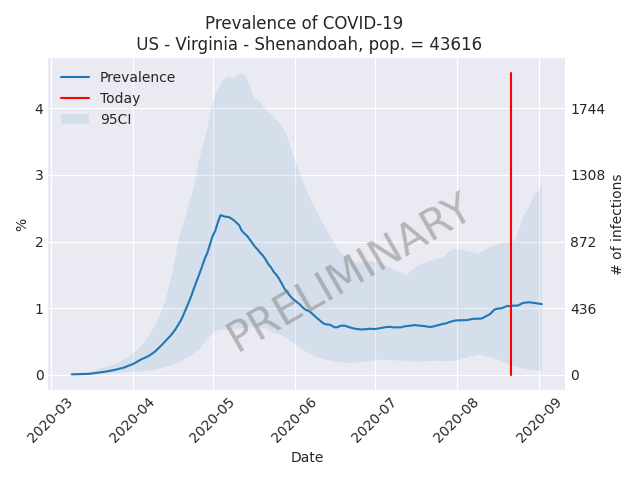 Prevalence of COVID-19
US - Virginia - Shenandoah, pop. = 43616
Prevalence
Today
95CI
PRELIMINARY
%
4
3
2
1
0
1744
1308
872
436
0
# of infections
2020-03
2020-04
2020-05
2020-06
2020-07
2020-08
2020-09
Date